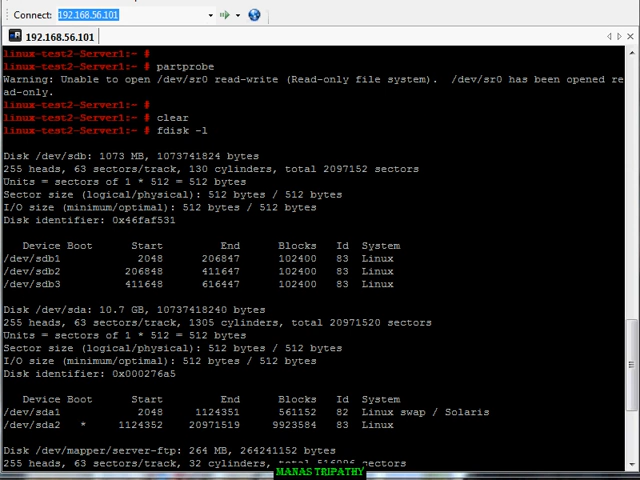 Connect: 192.168.56.101
192.168.56.101
linux-test2-Server1:~ #
linux-test2-Server1:~ # partprobe
Warning: Unable to open /dev/sr0 read-write (Read-only file system).  /dev/sr0 has been opened re
ad-only.
linux-test2-Server1:~ #
linux-test2-Server1:~ # clear
linux-test2-Server1:~ # fdisk -l
Disk /dev/sdb: 1073 MB, 1073741824 bytes
255 heads, 63 sectors/track, 130 cylinders, total 2097152 sectors
Units = sectors of 1 * 512 = 512 bytes
Sector size (logical/physical): 512 bytes / 512 bytes
I/O size (minimum/optimal): 512 bytes / 512 bytes
Disk identifier: 0x46faf531
Device Boot      Start         End      Blocks   Id  System
/dev/sdb1            2048      206847      102400   83  Linux
/dev/sdb2          206848      411647      102400   83  Linux
/dev/sdb3          411648      616447      102400   83  Linux
Disk /dev/sda: 10.7 GB, 10737418240 bytes
255 heads, 63 sectors/track, 1305 cylinders, total 20971520 sectors
Units = sectors of 1 * 512 = 512 bytes
Sector size (logical/physical): 512 bytes / 512 bytes
I/O size (minimum/optimal): 512 bytes / 512 bytes
Disk identifier: 0x000276a5
Device Boot      Start         End      Blocks   Id  System
/dev/sda1            2048     1124351      561152   82  Linux swap / Solaris
/dev/sda2   *     1124352    20971519     9923584   83  Linux
Disk /dev/mapper/server-ftp: 264 MB, 264241152 bytes
255 heads, 63 sectors/track, 32 cylinders, total 516096 sectors
MANAS TRIPATHY